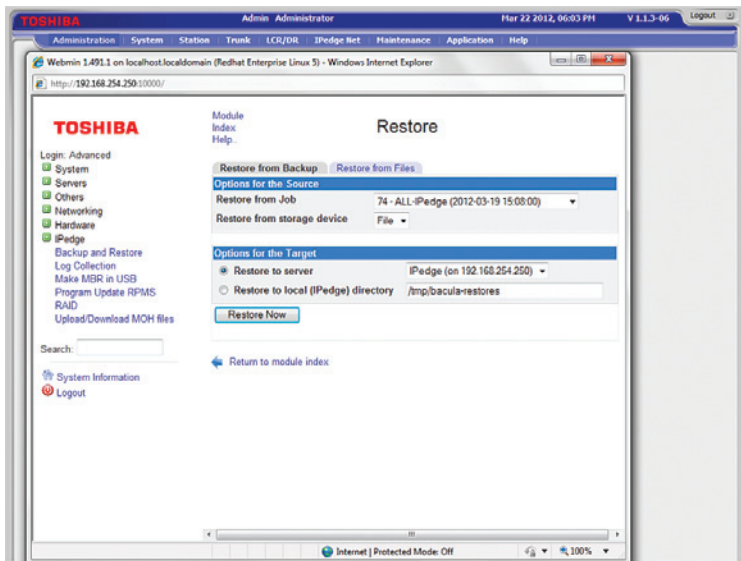 TOSHIBA Admin Administrator Mar 22 2012, 06:03 PM V 1.1.3-06 Logout
Administration System Station Trunk LCR/DR IPedge Net Maintenance Application Help
Webmin 1.491.1 on localhost.localdomain (Redhat Enterprise Linux 5) - Windows Internet Explorer
http://192.168.254.250:10000/
TOSHIBA
Login: Advanced
System
Servers
Others
Networking
Hardware
IPedge
Backup and Restore
Log Collection
Make MBR in USB
Program Update RPMS
RAID
Upload/Download MOH files
Search:
System Information
Logout
Module
Index
Help..
Restore
Restore from Backup Restore from Files
Options for the Source
Restore from Job 74 - ALL-IPedge (2012-03-19 15:08:00)
Restore from storage device File
Options for the Target
Restore to server IPedge (on 192.168.254.250)
Restore to local (IPedge) directory /tmp/bacula-restores
Restore Now
Return to module index
Internet | Protected Mode: Off 100%